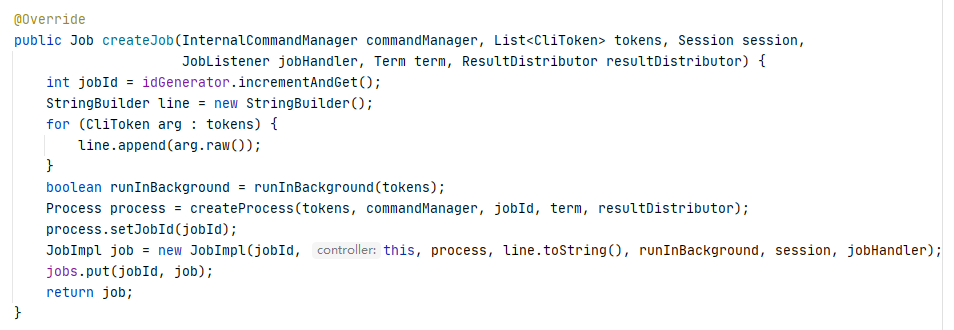 @Override
public Job createJob(InternalCommandManager commandManager, List<CliToken> tokens, Session session,
                     JobListener jobHandler, Term term, ResultDistributor resultDistributor) {
    int jobId = idGenerator.incrementAndGet();
    StringBuilder line = new StringBuilder();
    for (CliToken arg : tokens) {
        line.append(arg.raw());
    }
    boolean runInBackground = runInBackground(tokens);
    Process process = createProcess(tokens, commandManager, jobId, term, resultDistributor);
    process.setJobId(jobId);
    JobImpl job = new JobImpl(jobId, controller: this, process, line.toString(), runInBackground, session, jobHandler);
    jobs.put(jobId, job);
    return job;
}